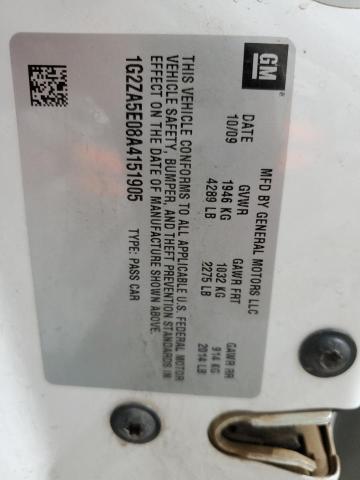 GM
MFD BY GENERAL MOTORS LLC
DATE GVWR GAWR FRT GAWR RR
10/09 1946 KG 1032 KG 914 KG
4289 LB 2275 LB 2014 LB
THIS VEHICLE CONFORMS TO ALL APPLICABLE U.S. FEDERAL MOTOR
VEHICLE SAFETY, BUMPER, AND THEFT PREVENTION STANDARDS IN
EFFECT ON THE DATE OF MANUFACTURE SHOWN ABOVE.
1G2ZA5E08A4151905 TYPE: PASS CAR